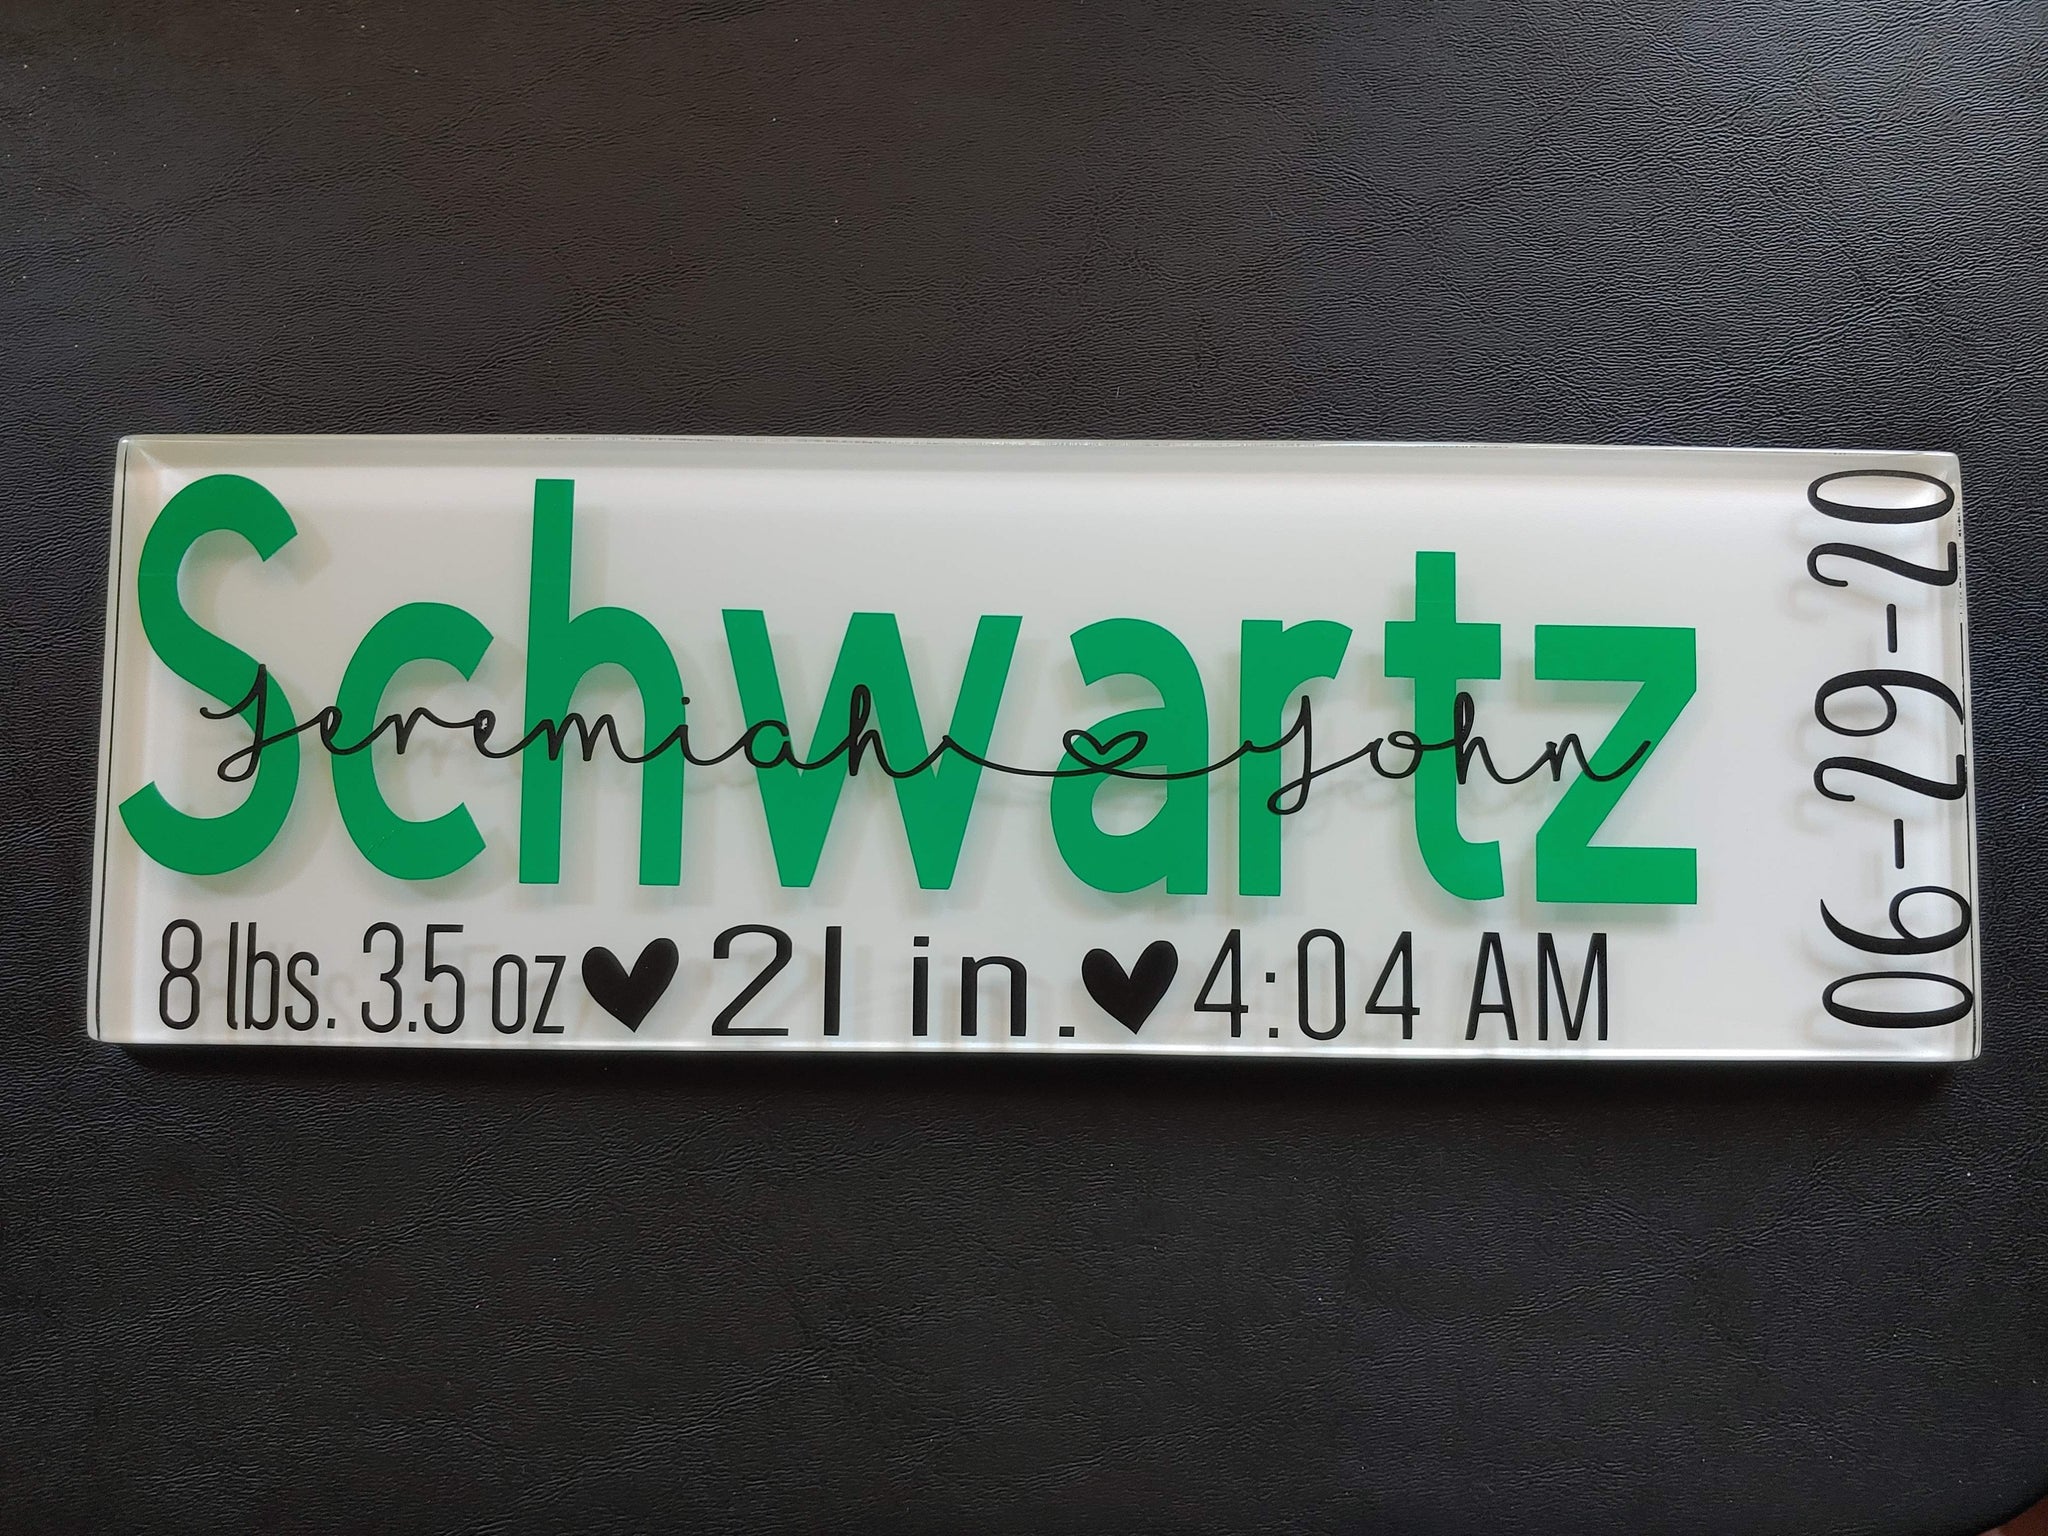 Schwartz
Jeremiah John
8 lbs. 3.5 oz 21 in. 4:04 AM
06-29-20